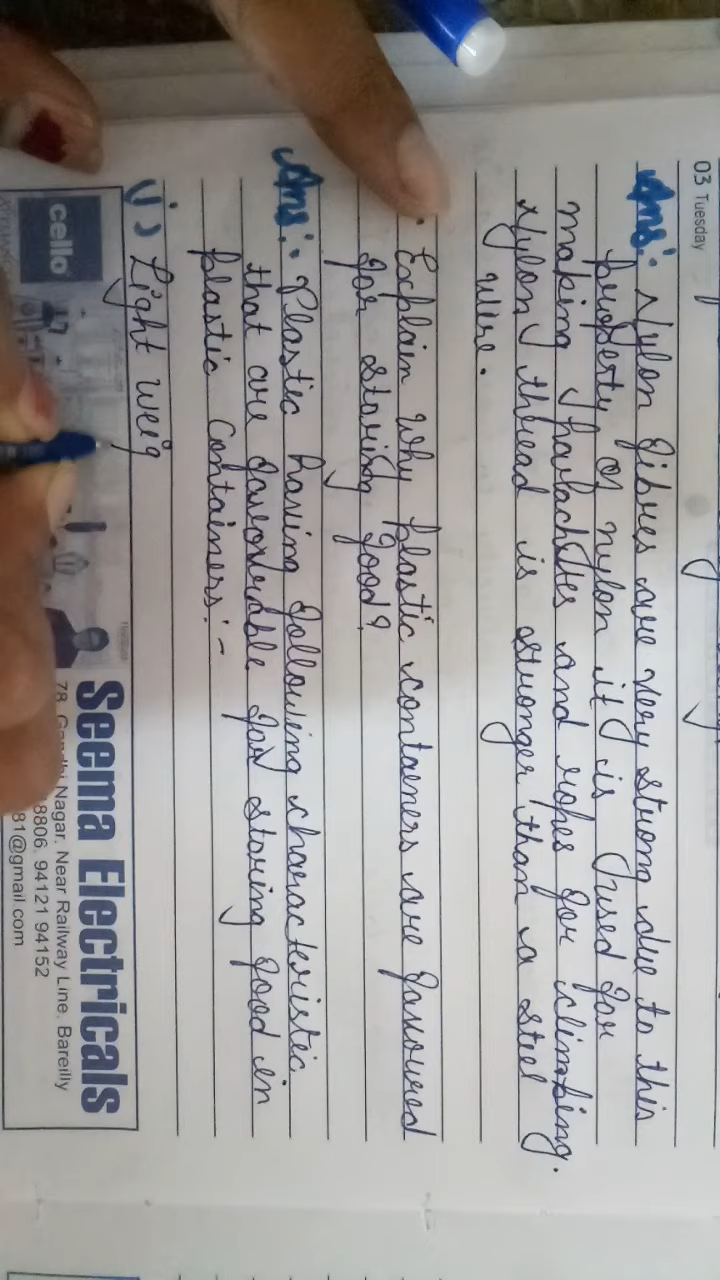 03 Tuesday
Ans:. Nylon fibres are very strong due to this
property of nylon it is used for
making parachutes and ropes for climbing.
Nylon thread is stronger than a steel
wire.
Explain why plastic containers are favoured
for storing food?
Ans:. Plastic having following characteristic
that are favourable for storing food in
plastic containers:-
(i) Light weig
cello
Seema Electricals
78, Gandhi Nagar, Near Railway Line, Bareilly
8806, 94121 94152
81@gmail.com